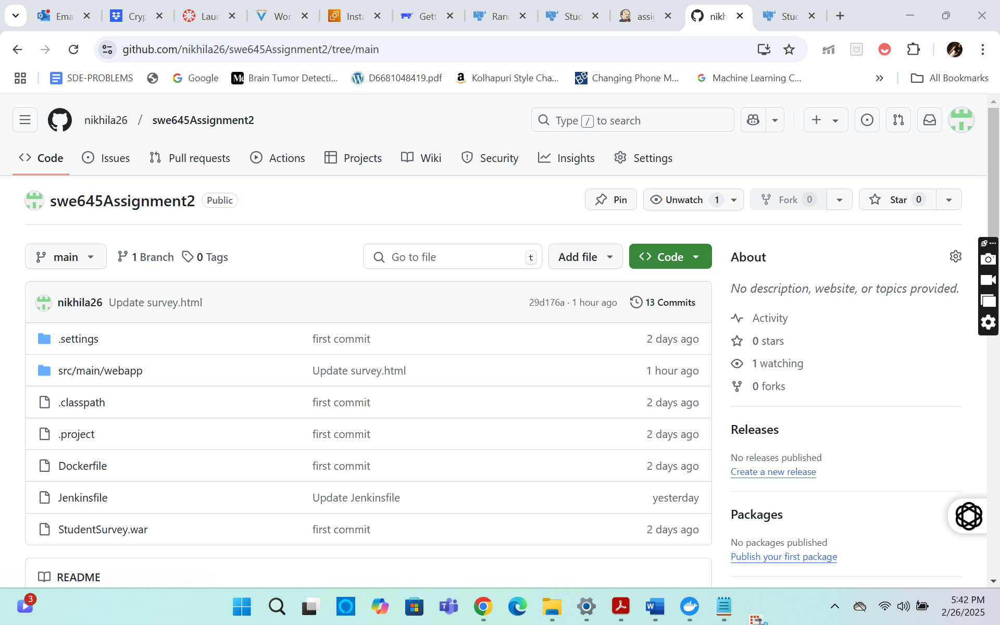 Ema
Cryp
Laun
Wor
Insta
Gett
Ran
Stud
assig
nikh
Stud
github.com/nikhila26/swe645Assignment2/tree/main
SDE-PROBLEMS
Google
Me
Brain Tumor Detecti...
D6681048419.pdf
Kolhapuri Style Cha...
BB
Changing Phone M...
Machine Learning C...
All Bookmarks
nikhila26 / swe645Assignment2
Type / to search
Code
Issues
Pull requests
Actions
Projects
Wiki
Security
Insights
Settings
swe645Assignment2 Public
Pin
Unwatch 1
Fork 0
Star 0
main
1 Branch
0 Tags
Go to file t
Add file
Code
nikhila26 Update survey.html
29d176a · 1 hour ago
13 Commits
.settings first commit 2 days ago
src/main/webapp Update survey.html 1 hour ago
.classpath first commit 2 days ago
.project first commit 2 days ago
Dockerfile first commit 2 days ago
Jenkinsfile Update Jenkinsfile yesterday
StudentSurvey.war first commit 2 days ago
README
About
No description, website, or topics provided.
Activity
0 stars
1 watching
0 forks
Releases
No releases published
Create a new release
Packages
No packages published
Publish your first package
3
5:42 PM
2/26/2025